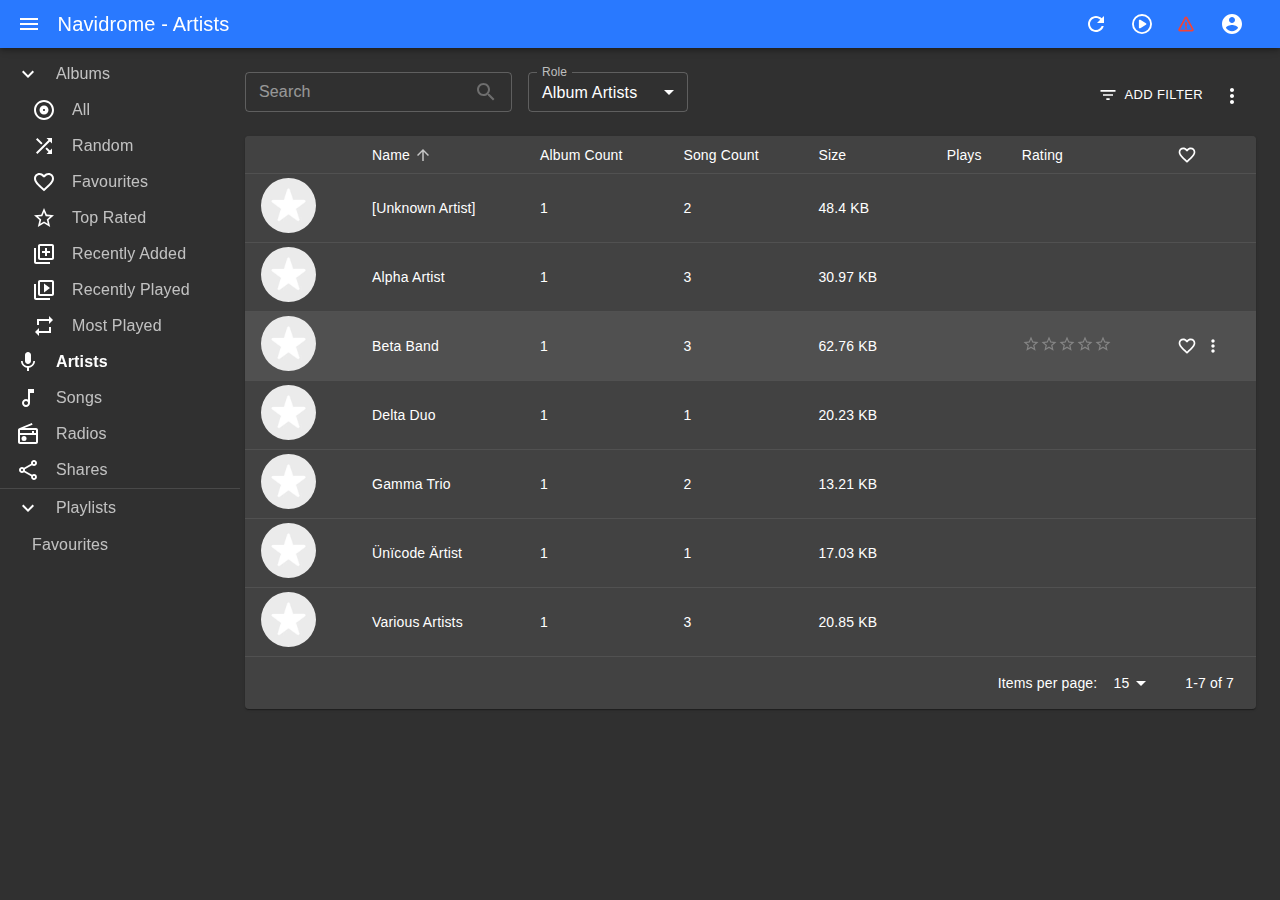 Navidrome - Artists
Albums
All
Random
Favourites
Top Rated
Recently Added
Recently Played
Most Played
Artists
Songs
Radios
Shares
Playlists
Favourites
Search
Role
Album Artists
ADD FILTER
Name Album Count Song Count Size Plays Rating
[Unknown Artist] 1 2 48.4 KB
Alpha Artist 1 3 30.97 KB
Beta Band 1 3 62.76 KB
Delta Duo 1 1 20.23 KB
Gamma Trio 1 2 13.21 KB
Ünïcode Ärtist 1 1 17.03 KB
Various Artists 1 3 20.85 KB
Items per page: 15 1-7 of 7